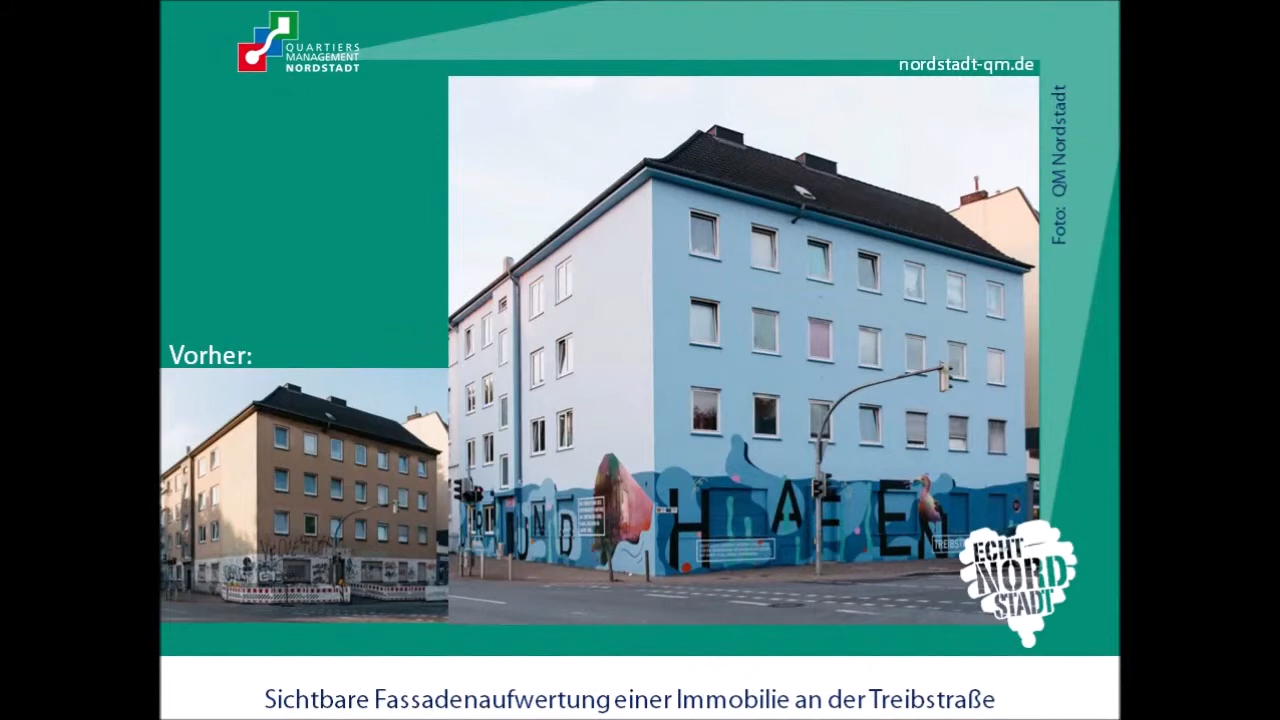 QUARTIERS
MANAGEMENT
NORDSTADT
nordstadt-qm.de
Foto: QM Nordstadt
Vorher:
UND HAFEN
ECHT
NORD
STADT
Sichtbare Fassadenaufwertung einer Immobilie an der Treibstraße